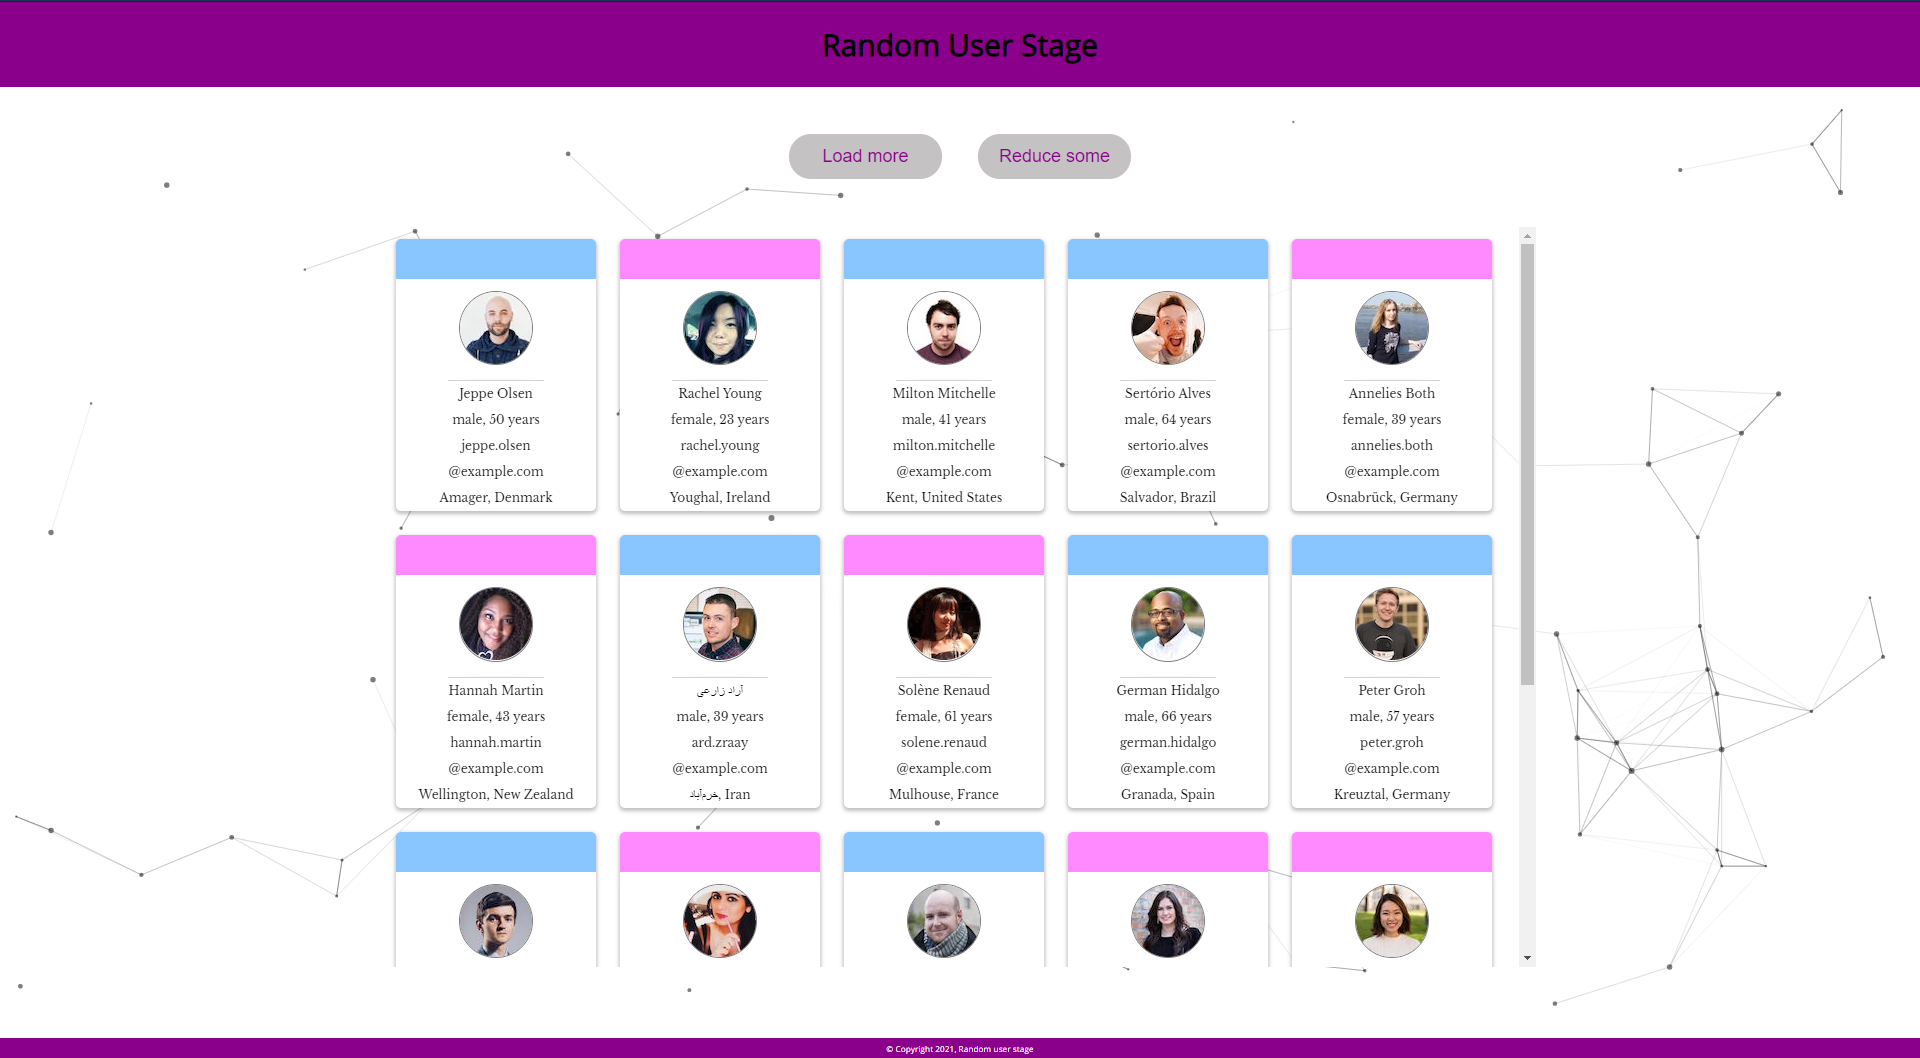 Random User Stage
Load more
Reduce some
Jeppe Olsen
male, 50 years
jeppe.olsen
@example.com
Amager, Denmark
Rachel Young
female, 23 years
rachel.young
@example.com
Youghal, Ireland
Milton Mitchelle
male, 41 years
milton.mitchelle
@example.com
Kent, United States
Sertório Alves
male, 64 years
sertorio.alves
@example.com
Salvador, Brazil
Annelies Both
female, 39 years
annelies.both
@example.com
Osnabrück, Germany
Hannah Martin
female, 43 years
hannah.martin
@example.com
Wellington, New Zealand
آراد زارعی
male, 39 years
ard.zraay
@example.com
خرم‌آباد, Iran
Solène Renaud
female, 61 years
solene.renaud
@example.com
Mulhouse, France
German Hidalgo
male, 66 years
german.hidalgo
@example.com
Granada, Spain
Peter Groh
male, 57 years
peter.groh
@example.com
Kreuztal, Germany
© Copyright 2021, Random user stage